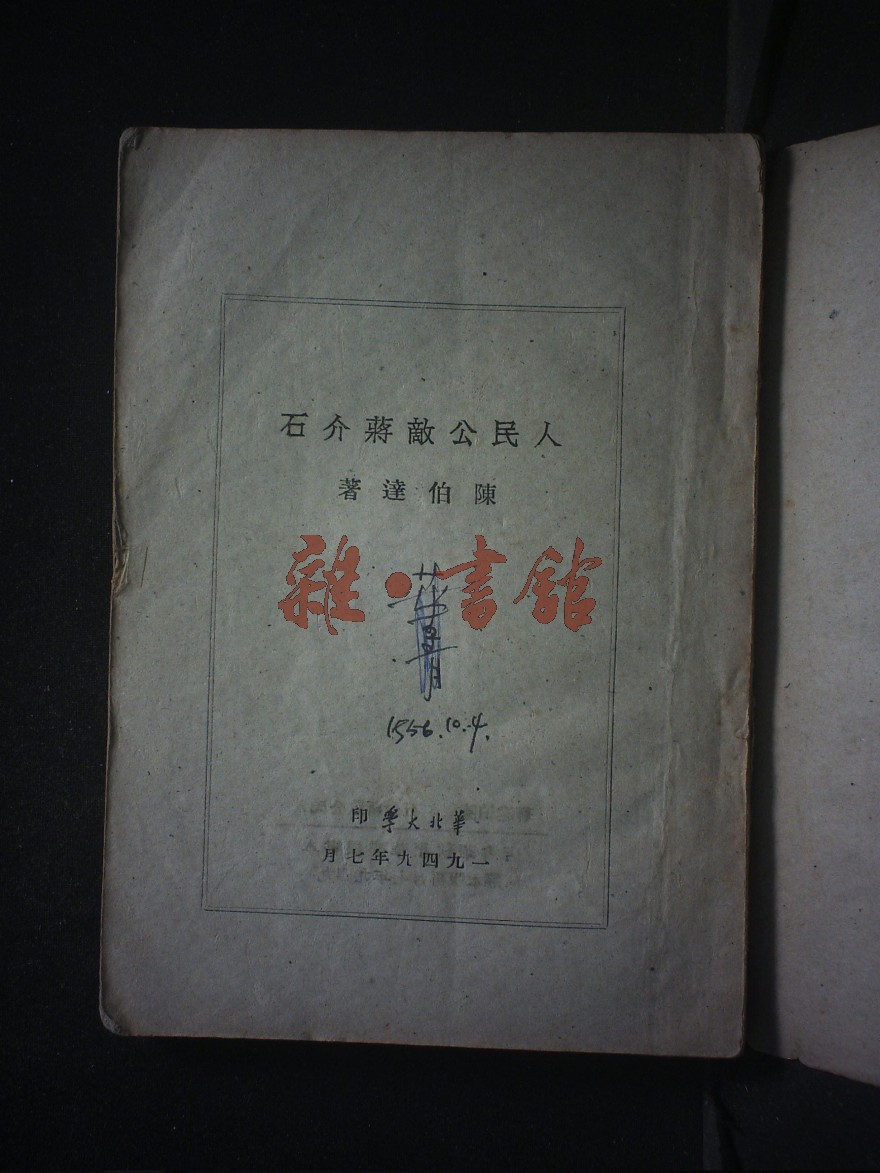 人民公敵蔣介石
陳伯達著
雜·書館
1956.10.4.
華北大學印
一九四九年七月